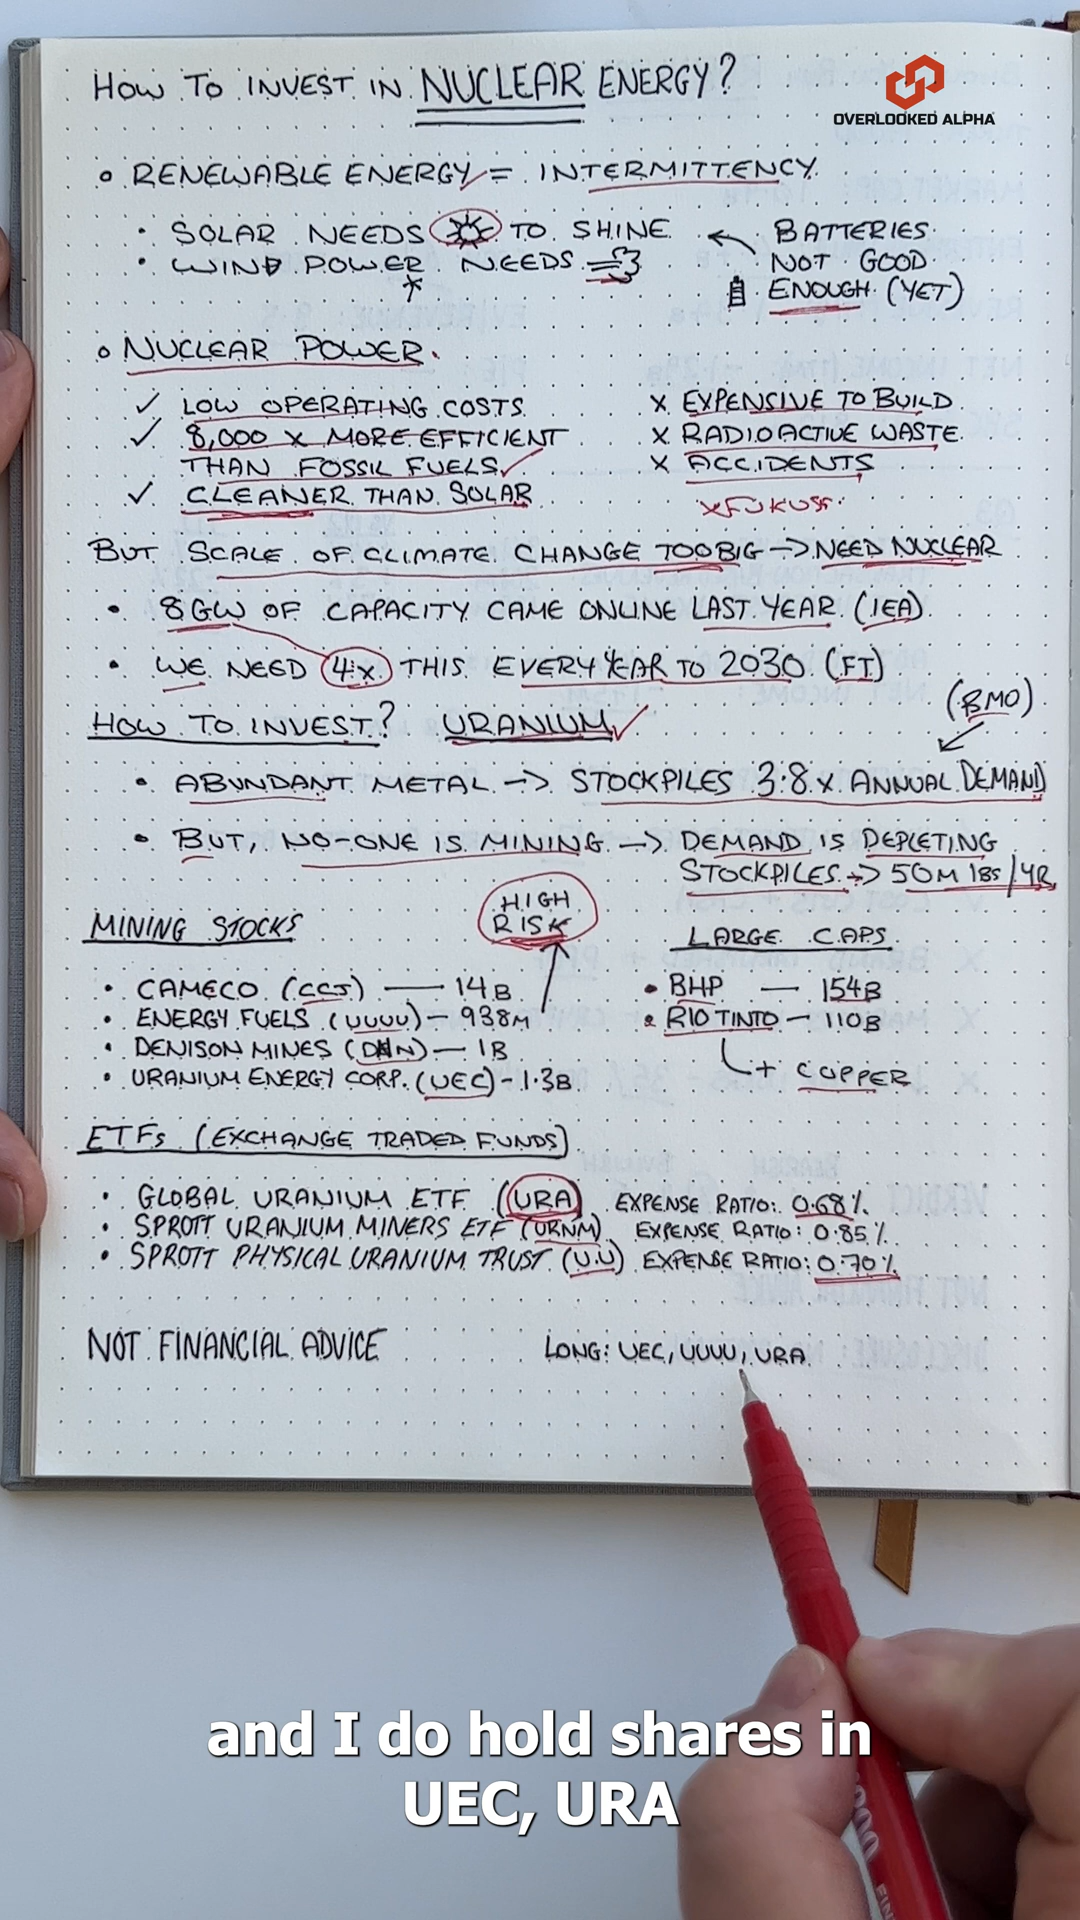 HOW TO INVEST IN NUCLEAR ENERGY?
OVERLOOKED ALPHA
RENEWABLE ENERGY = INTERMITTENCY
SOLAR NEEDS TO SHINE
WIND POWER NEEDS
BATTERIES
NOT GOOD
ENOUGH (YET)
NUCLEAR POWER
✓ LOW OPERATING COSTS
✓ 8,000 X MORE EFFICIENT
THAN FOSSIL FUELS
✓ CLEANER THAN SOLAR
X EXPENSIVE TO BUILD
X RADIOACTIVE WASTE
X ACCIDENTS
BUT SCALE OF CLIMATE CHANGE TOO BIG → NEED NUCLEAR
• 8GW OF CAPACITY CAME ONLINE LAST YEAR (IEA)
• WE NEED 4x THIS EVERY YEAR TO 2030 (FT)
HOW TO INVEST? URANIUM
(BMO)
• ABUNDANT METAL → STOCKPILES 3.8 X ANNUAL DEMAND
• BUT, NO-ONE IS MINING → DEMAND IS DEPLETING
STOCKPILES → 50M lBS/YR
HIGH
RISK
MINING STOCKS
• CAMECO (CCJ) — 14B
• ENERGY FUELS (UUUU) – 938M
• DENISON MINES (DNN) — 1B
• URANIUM ENERGY CORP. (UEC) - 1.3B
LARGE CAPS
• BHP — 154B
• RIO TINTO — 110B
+ COPPER
ETFs (EXCHANGE TRADED FUNDS)
• GLOBAL URANIUM ETF (URA) EXPENSE RATIO: 0.68%
• SPROTT URANIUM MINERS ETF (URNM) EXPENSE RATIO: 0.85%
• SPROTT PHYSICAL URANIUM TRUST (U.U) EXPENSE RATIO: 0.70%
NOT FINANCIAL ADVICE
LONG: UEC, UUUU, URA
and I do hold shares in
UEC, URA